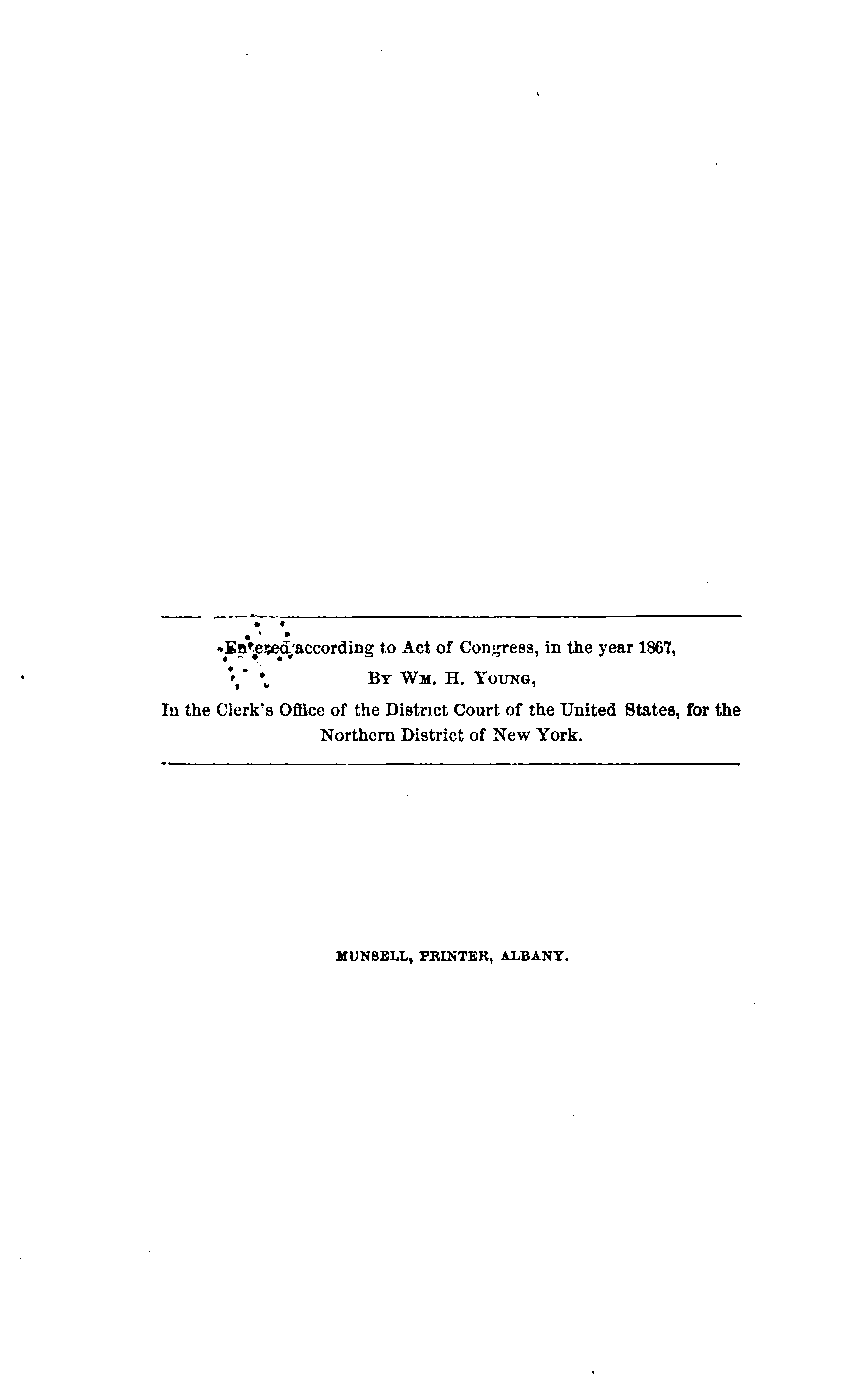 Entered according to Act of Congress, in the year 1867,
By Wm. H. Young,
In the Clerk's Office of the District Court of the United States, for the
Northern District of New York.
MUNSELL, PRINTER, ALBANY.